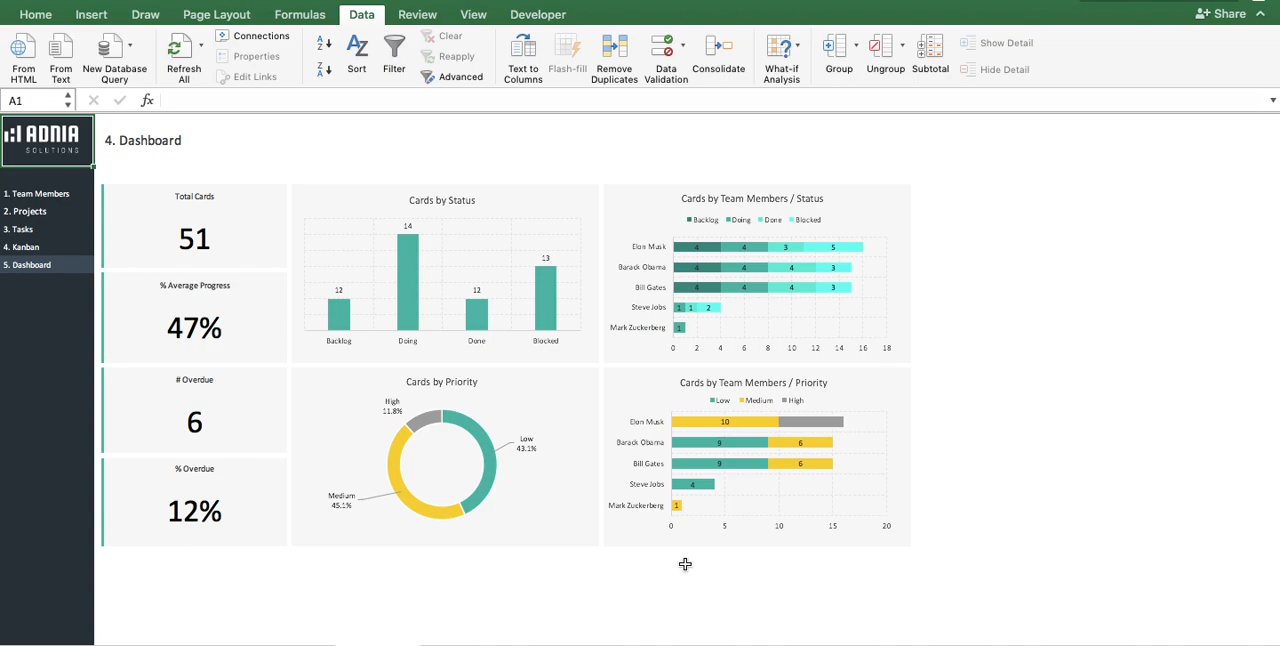 Home Insert Draw Page Layout Formulas Data Review View Developer Share
From HTML
From Text
New Database Query
Refresh All
Connections
Properties
Edit Links
Sort
Filter
Clear
Reapply
Advanced
Text to Columns
Flash-fill
Remove Duplicates
Data Validation
Consolidate
What-if Analysis
Group
Ungroup
Subtotal
Show Detail
Hide Detail
A1
fx
ADNIA
SOLUTIONS
1. Team Members
2. Projects
3. Tasks
4. Kanban
5. Dashboard
4. Dashboard
Total Cards
51
% Average Progress
47%
# Overdue
6
% Overdue
12%
Cards by Status
12
14
12
13
Backlog Doing Done Blocked
Cards by Team Members / Status
Backlog Doing Done Blocked
Elon Musk 4 4 3 5
Barack Obama 4 4 4 3
Bill Gates 4 4 4 3
Steve Jobs 1 1 2
Mark Zuckerberg 1
0 2 4 6 8 10 12 14 16 18
Cards by Priority
High
11.8%
Low
43.1%
Medium
45.1%
Cards by Team Members / Priority
Low Medium High
Elon Musk 10
Barack Obama 9 6
Bill Gates 9 6
Steve Jobs 4
Mark Zuckerberg 1
0 5 10 15 20